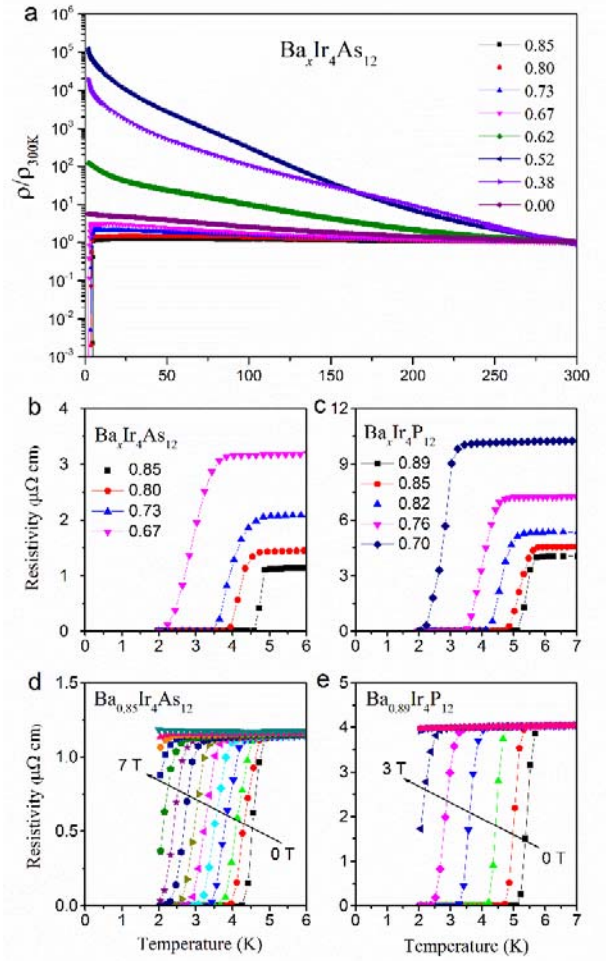 a
BaxIr4As12
0.85
0.80
0.73
0.67
0.62
0.52
0.38
0.00
ρ/ρ300K
10^5
10^4
10^3
10^2
10^1
10^0
10^-1
10^-2
10^-3
0 50 100 150 200 250 300
b
BaxIr4As12
0.85
0.80
0.73
0.67
Resistivity (μΩ cm)
4
3
2
1
0
0 1 2 3 4 5 6
c
BaxIr4P12
0.89
0.85
0.82
0.76
0.70
12
9
6
3
0
0 1 2 3 4 5 6 7
d
Ba0.85Ir4As12
7 T
0 T
Resistivity (μΩ cm)
1.5
1.0
0.5
0.0
0 1 2 3 4 5 6
Temperature (K)
e
Ba0.89Ir4P12
3 T
0 T
5
4
3
2
1
0
0 1 2 3 4 5 6 7
Temperature (K)